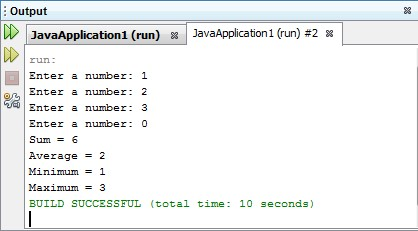 Output
JavaApplication1 (run)
JavaApplication1 (run) #2
run:
Enter a number: 1
Enter a number: 2
Enter a number: 3
Enter a number: 0
Sum = 6
Average = 2
Minimum = 1
Maximum = 3
BUILD SUCCESSFUL (total time: 10 seconds)